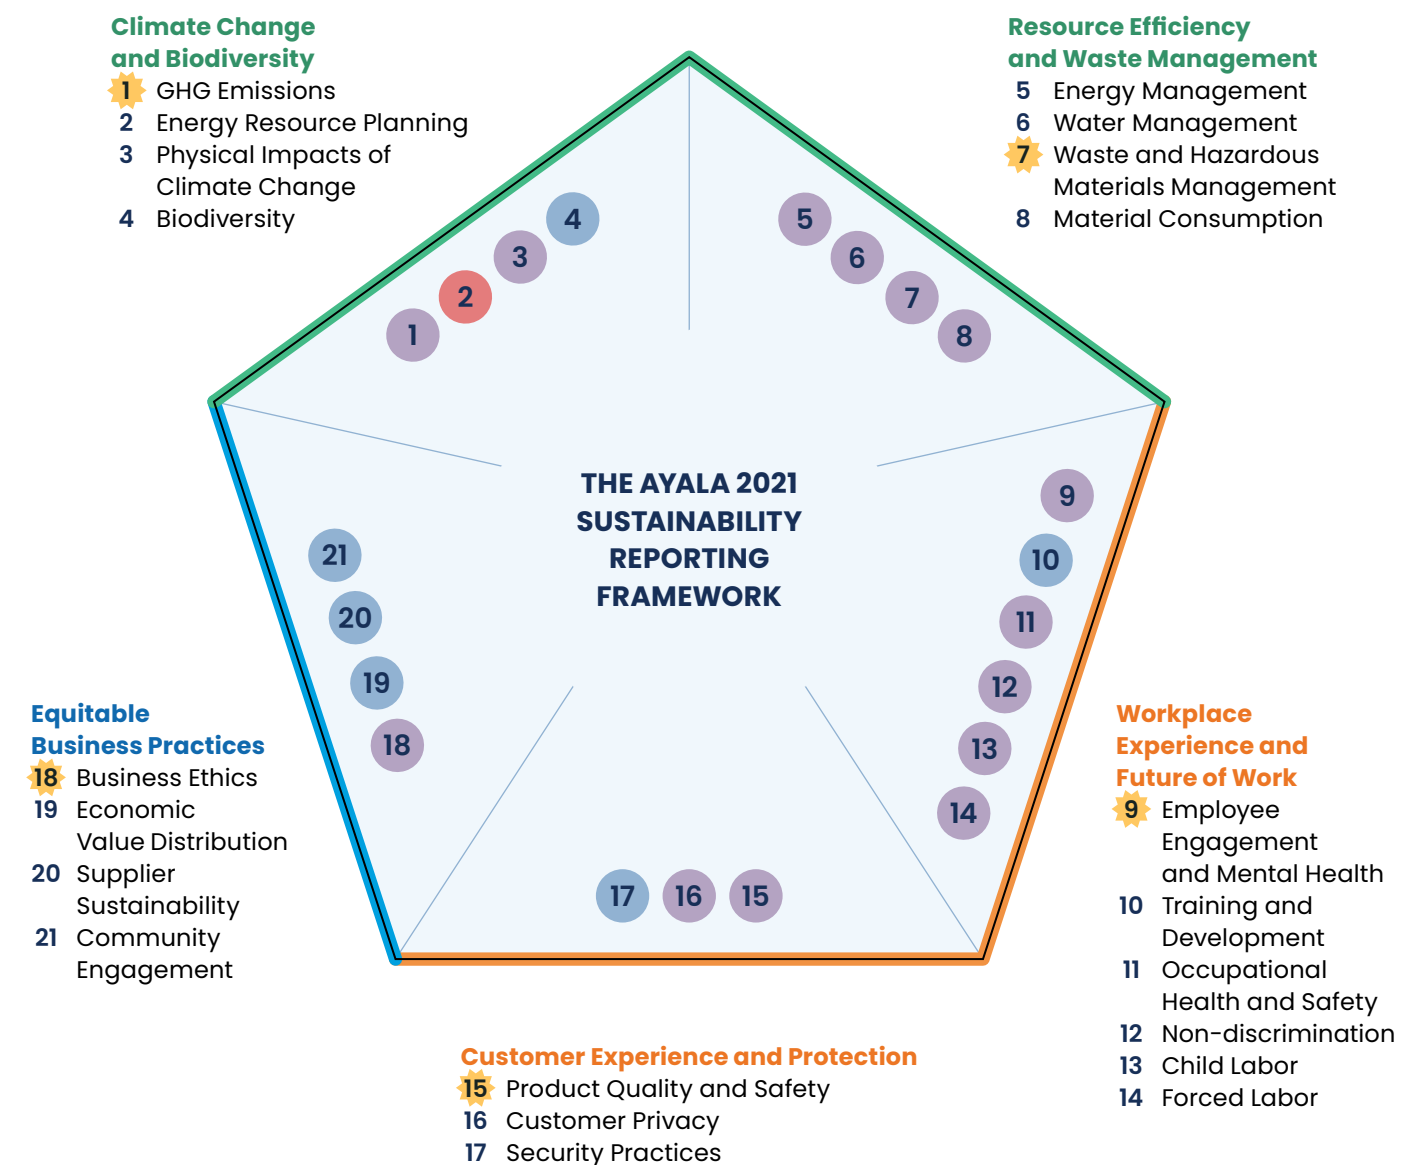 Climate Change
and Biodiversity
1 GHG Emissions
2 Energy Resource Planning
3 Physical Impacts of
Climate Change
4 Biodiversity
Resource Efficiency
and Waste Management
5 Energy Management
6 Water Management
7 Waste and Hazardous
Materials Management
8 Material Consumption
4
3
2
1
5
6
7
8
THE AYALA 2021
SUSTAINABILITY
REPORTING
FRAMEWORK
9
10
11
12
13
14
21
20
19
18
17 16 15
Equitable
Business Practices
18 Business Ethics
19 Economic
Value Distribution
20 Supplier
Sustainability
21 Community
Engagement
Workplace
Experience and
Future of Work
9 Employee
Engagement
and Mental Health
10 Training and
Development
11 Occupational
Health and Safety
12 Non-discrimination
13 Child Labor
14 Forced Labor
Customer Experience and Protection
15 Product Quality and Safety
16 Customer Privacy
17 Security Practices